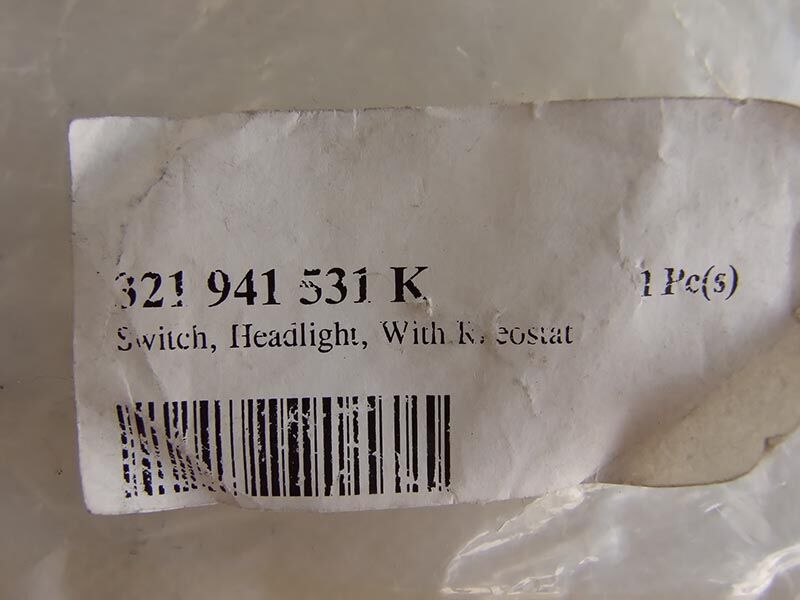 321 941 531 K 1 Pc(s)
Switch, Headlight, With Rheostat